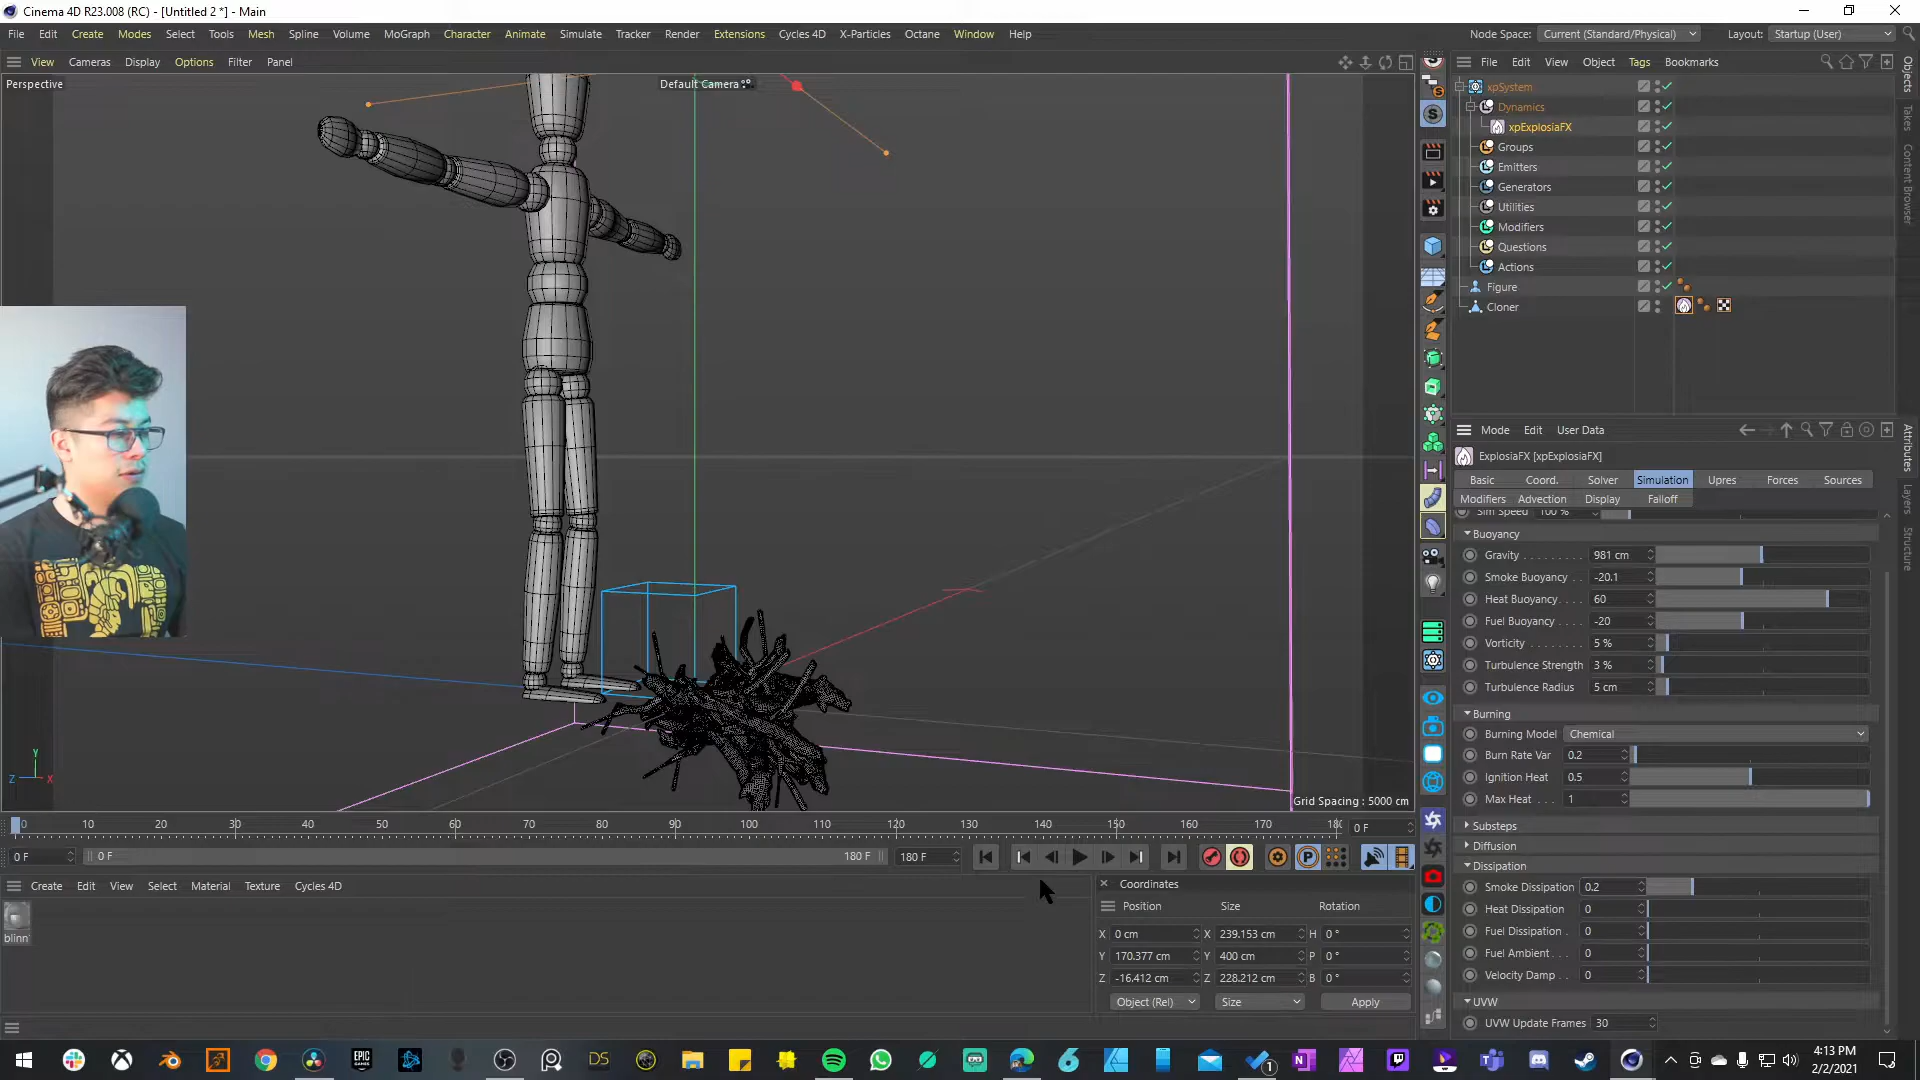 Cinema 4D R23.008 (RC) - [Untitled 2 *] - Main
File Edit Create Modes Select Tools Mesh Spline Volume MoGraph Character Animate Simulate Tracker Render Extensions Cycles 4D X-Particles Octane Window Help Node Space: Current (Standard/Physical) Layout: Startup (User)
View Cameras Display Options Filter Panel
File Edit View Object Tags Bookmarks
Perspective
Default Camera
xpSystem
Dynamics
xpExplosiaFX
Groups
Emitters
Generators
Utilities
Modifiers
Questions
Actions
Figure
Cloner
Objects
Takes
Content Browser
Mode Edit User Data
ExplosiaFX [xpExplosiaFX]
Basic Coord. Solver Simulation Upres Forces Sources
Modifiers Advection Display Falloff
Attributes
Layers
Structure
Sim Speed 100 %
Buoyancy
Gravity . . . . . . . . . 981 cm
Smoke Buoyancy . . -20.1
Heat Buoyancy. . . . 60
Fuel Buoyancy . . . . -20
Vorticity . . . . . . . . 5 %
Turbulence Strength 3 %
Turbulence Radius 5 cm
Burning
Burning Model Chemical
Burn Rate Var 0.2
Ignition Heat 0.5
Max Heat . . . 1
Substeps
Diffusion
Dissipation
Smoke Dissipation 0.2
Heat Dissipation 0
Fuel Dissipation . 0
Fuel Ambient . . . 0
Velocity Damp . . 0
UVW
UVW Update Frames 30
Y
Z X
Grid Spacing : 5000 cm
0 10 20 30 40 50 60 70 80 90 100 110 120 130 140 150 160 170 180 0 F
0 F 0 F 180 F 180 F
Create Edit View Select Material Texture Cycles 4D
blinn
Coordinates
Position Size Rotation
X 0 cm X 239.153 cm H 0 °
Y 170.377 cm Y 400 cm P 0 °
Z -16.412 cm Z 228.212 cm B 0 °
Object (Rel) Size Apply
4:13 PM
2/2/2021